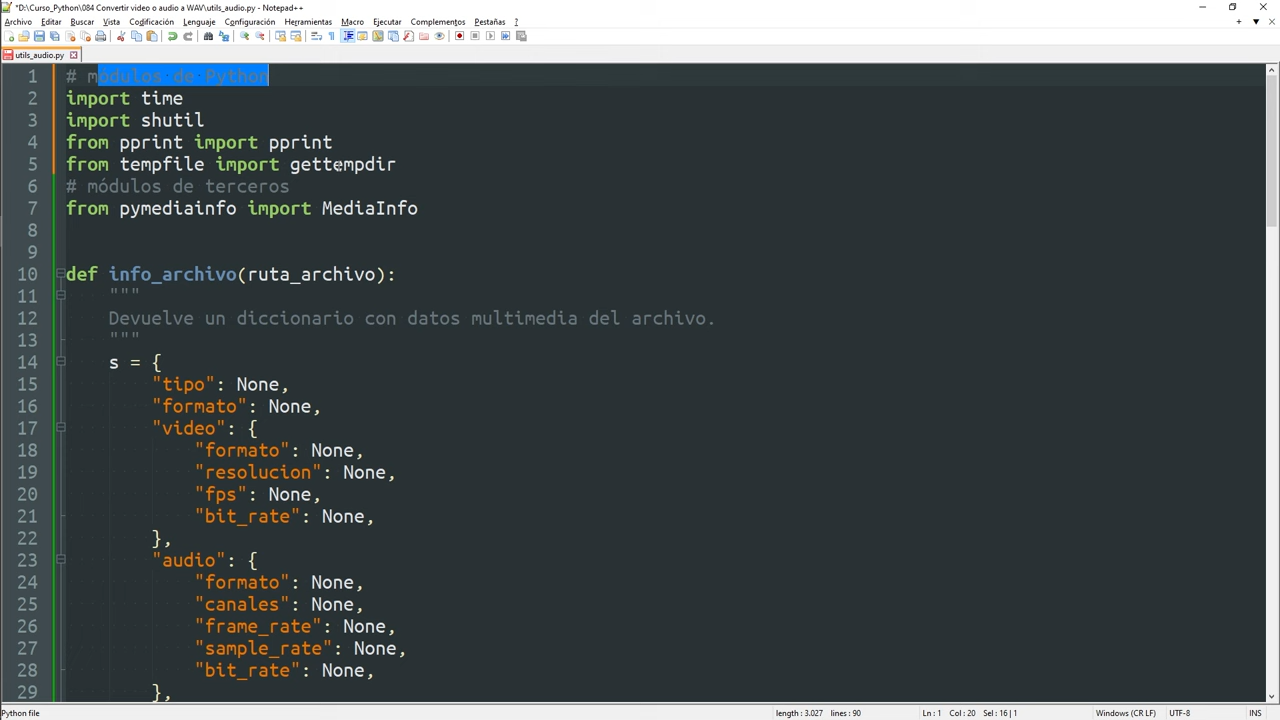 *D:\Curso_Python\084 Convertir video o audio a WAV\utils_audio.py - Notepad++
Archivo Editar Buscar Vista Codificación Lenguaje Configuración Herramientas Macro Ejecutar Complementos Pestañas ?
utils_audio.py
1 # módulos de Python
2 import time
3 import shutil
4 from pprint import pprint
5 from tempfile import gettempdir
6 # módulos de terceros
7 from pymediainfo import MediaInfo
8
9
10 def info_archivo(ruta_archivo):
11 """
12 Devuelve un diccionario con datos multimedia del archivo.
13 """
14 s = {
15 "tipo": None,
16 "formato": None,
17 "video": {
18 "formato": None,
19 "resolucion": None,
20 "fps": None,
21 "bit_rate": None,
22 },
23 "audio": {
24 "formato": None,
25 "canales": None,
26 "frame_rate": None,
27 "sample_rate": None,
28 "bit_rate": None,
29 },
Python file length : 3.027 lines : 90 Ln : 1 Col : 20 Sel : 16 | 1 Windows (CR LF) UTF-8 INS